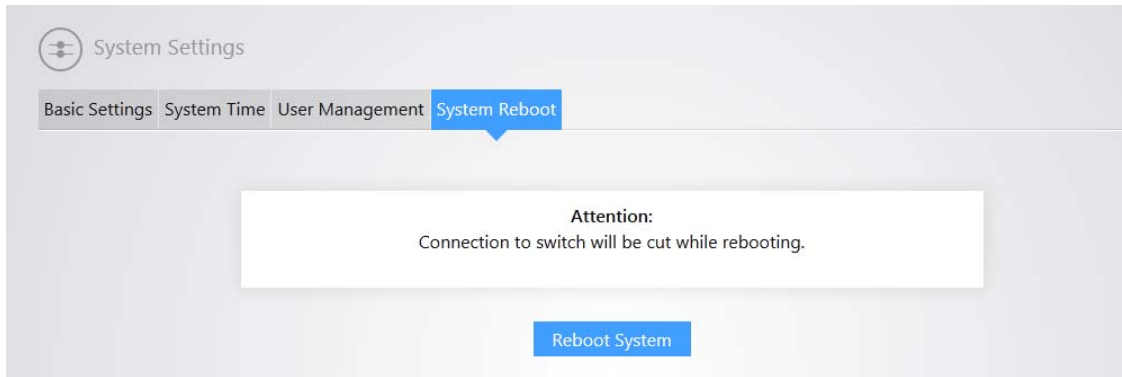 System Settings
Basic Settings System Time User Management System Reboot
Attention:
Connection to switch will be cut while rebooting.
Reboot System